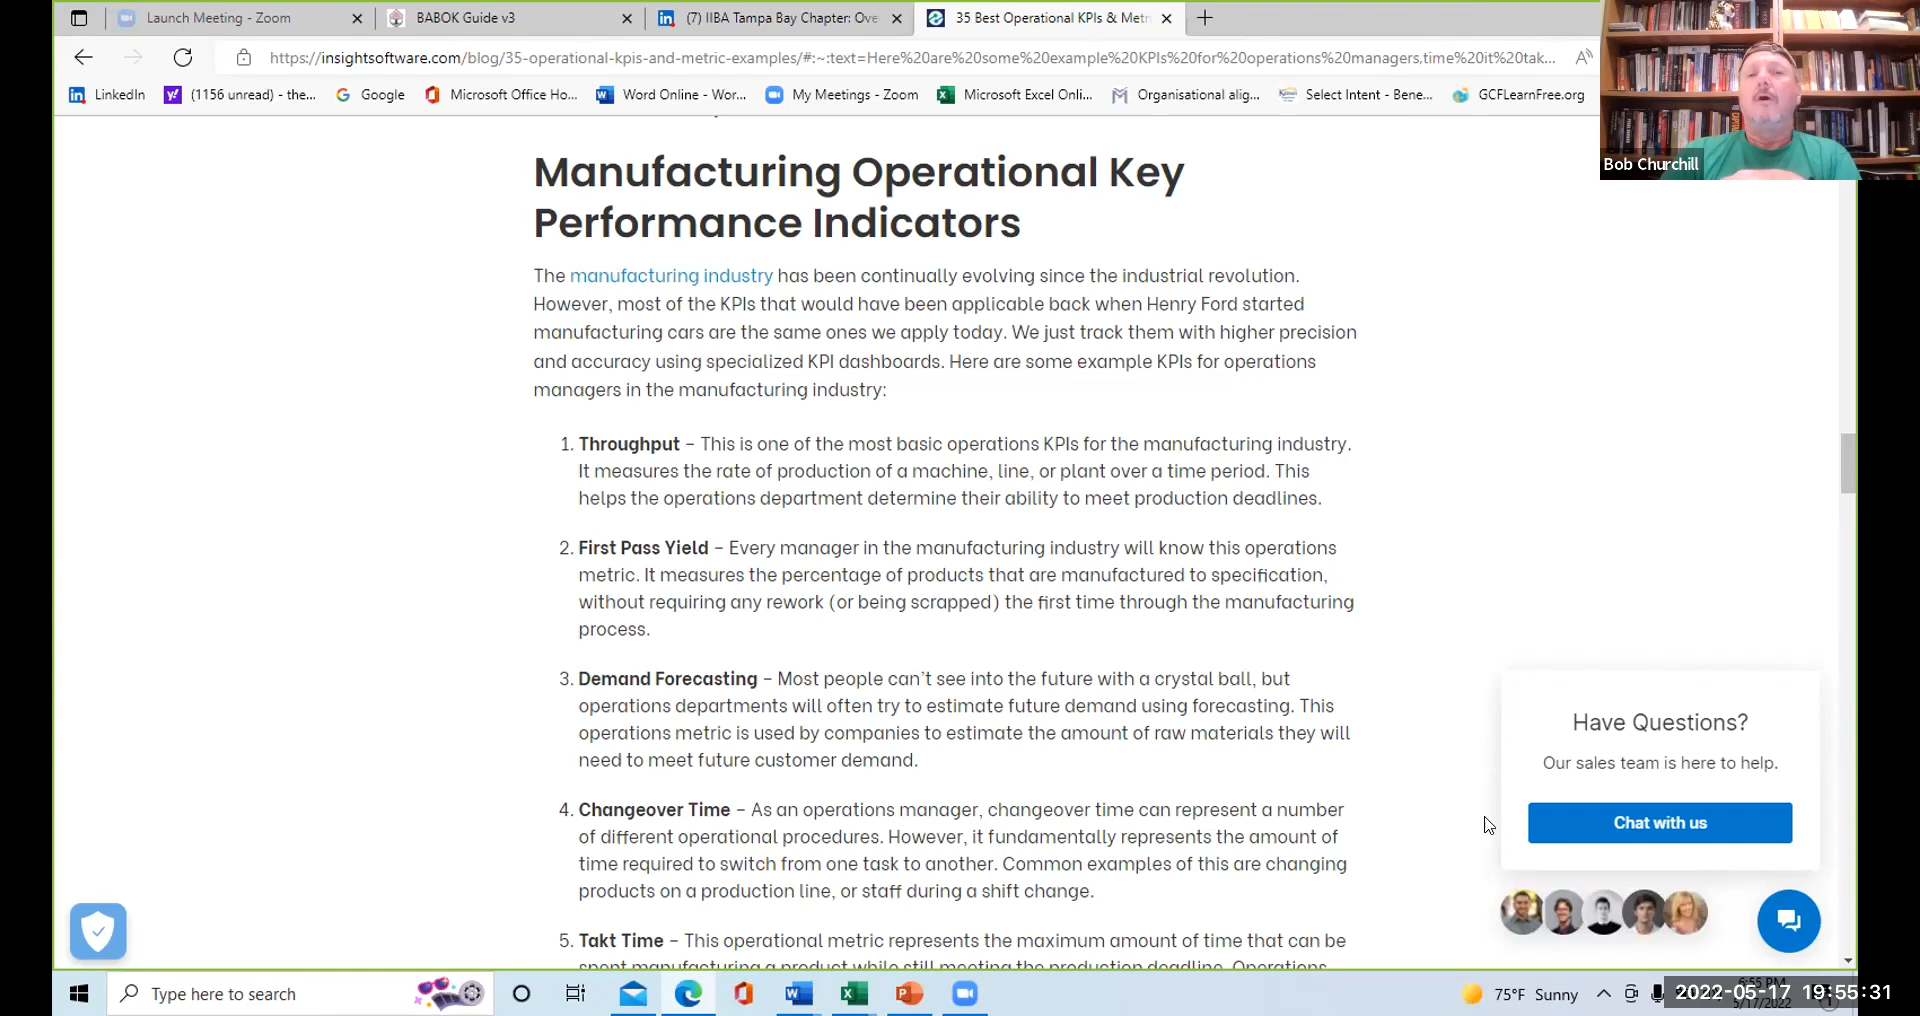 Launch Meeting - Zoom
BABOK Guide v3
(7) IIBA Tampa Bay Chapter: Ove
35 Best Operational KPIs & Metr
https://insightsoftware.com/blog/35-operational-kpis-and-metric-examples/#:~:text=Here%20are%20some%20example%20KPIs%20for%20operations%20managers,time%20it%20tak...
LinkedIn
(1156 unread) - the...
Google
Microsoft Office Ho...
Word Online - Wor...
My Meetings - Zoom
Microsoft Excel Onli...
Organisational alig...
Select Intent - Bene...
GCFLearnFree.org
Bob Churchill
Manufacturing Operational Key
Performance Indicators
The manufacturing industry has been continually evolving since the industrial revolution.
However, most of the KPIs that would have been applicable back when Henry Ford started
manufacturing cars are the same ones we apply today. We just track them with higher precision
and accuracy using specialized KPI dashboards. Here are some example KPIs for operations
managers in the manufacturing industry:
1. Throughput – This is one of the most basic operations KPIs for the manufacturing industry.
It measures the rate of production of a machine, line, or plant over a time period. This
helps the operations department determine their ability to meet production deadlines.
2. First Pass Yield – Every manager in the manufacturing industry will know this operations
metric. It measures the percentage of products that are manufactured to specification,
without requiring any rework (or being scrapped) the first time through the manufacturing
process.
3. Demand Forecasting – Most people can't see into the future with a crystal ball, but
operations departments will often try to estimate future demand using forecasting. This
operations metric is used by companies to estimate the amount of raw materials they will
need to meet future customer demand.
4. Changeover Time – As an operations manager, changeover time can represent a number
of different operational procedures. However, it fundamentally represents the amount of
time required to switch from one task to another. Common examples of this are changing
products on a production line, or staff during a shift change.
5. Takt Time – This operational metric represents the maximum amount of time that can be
spent manufacturing a product while still meeting the production deadline. Operations
Have Questions?
Our sales team is here to help.
Chat with us
Type here to search
75°F Sunny
6:55 PM
5/17/2022
2022-05-17 19:55:31